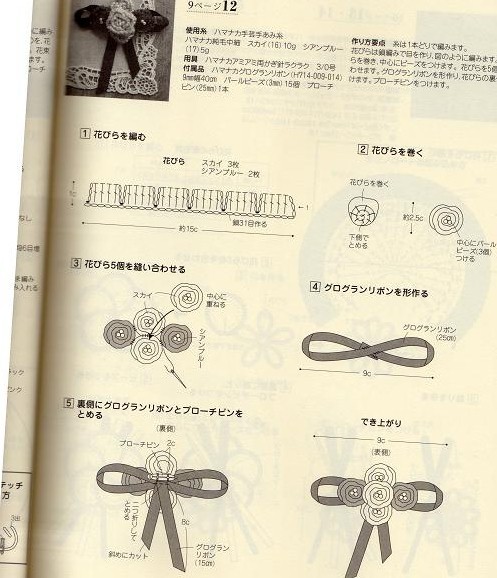 9ページ12
使用糸 ハマナカ手芸手あみ糸
ハマナカ純毛中細 スカイ(16)10g シアンブルー
(17)5g
用具 ハマナカアミアミ両かぎ針ラクラク 3/0号
付属品 ハマナカグログランリボン(H714-009-014)
9mm幅40cm パールビーズ(3mm)15個 ブローチ
ピン(25mm)1本
作り方要点 糸は1本どりで編みます。
花びらは鎖編みで目を作り、図のように編みます。
らを巻き、中心にビーズをつけます。花びらを5個
わせます。グログランリボンを形作り、花びらの裏
けます。ブローチピンをつけます。
1 花びらを編む
花びら スカイ 3枚
シアンブルー 2枚
←1
鎖31目作る
約15c
2 花びらを巻く
花びらを巻く
約2.5c
下側で
とめる
中心にパール
ビーズ(3個)
つける
3 花びら5個を縫い合わせる
スカイ
中心に
重ねる
シアンブルー
4 グログランリボンを形作る
グログランリボン
(25cm)
9c
5 裏側にグログランリボンとブローチピンを
とめる
(裏側)
ブローチピン 2c
二つ折りして
とめる
8c
斜めにカット
グログラン
リボン
(15cm)
でき上がり
9c
(表側)